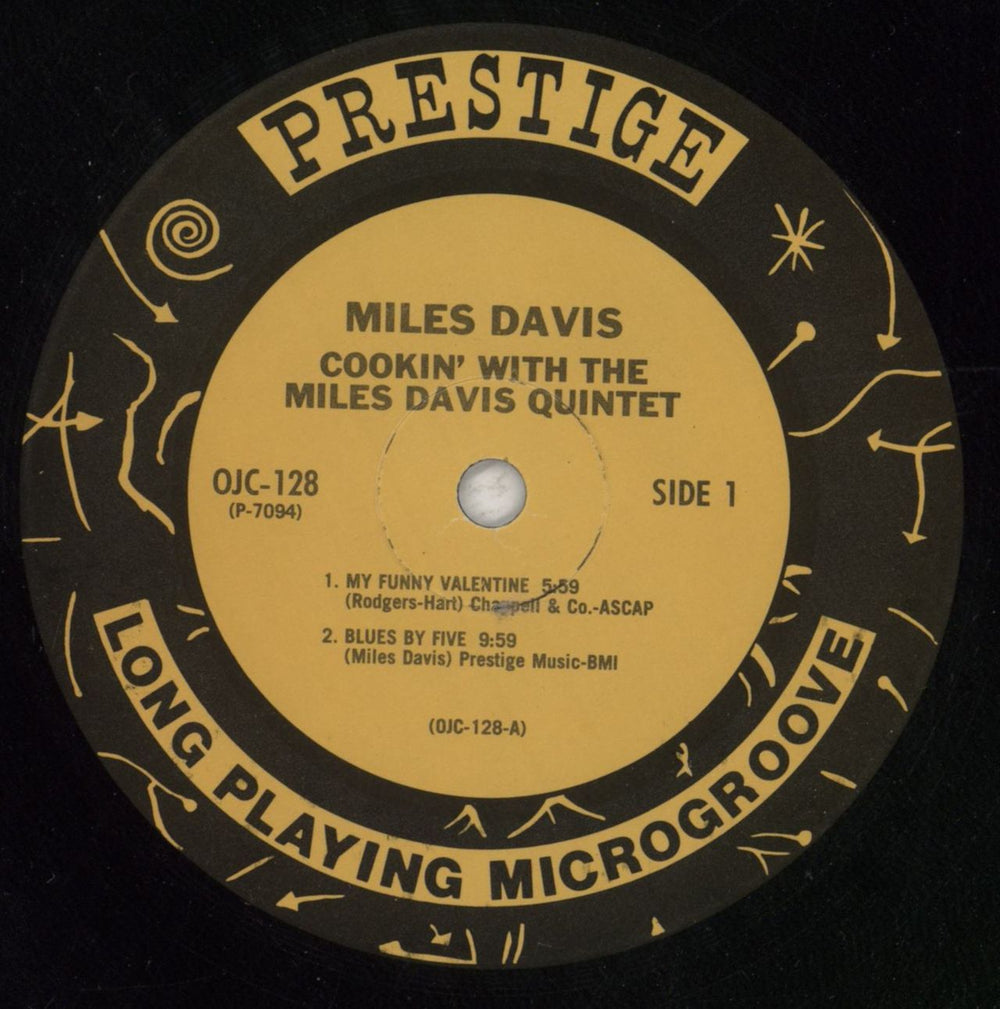 PRESTIGE
MILES DAVIS
COOKIN' WITH THE
MILES DAVIS QUINTET
OJC-128
(P-7094)
SIDE 1
1. MY FUNNY VALENTINE 5:59
(Rodgers-Hart) Chappell & Co.-ASCAP
2. BLUES BY FIVE 9:59
(Miles Davis) Prestige Music-BMI
(OJC-128-A)
LONG PLAYING MICROGROOVE